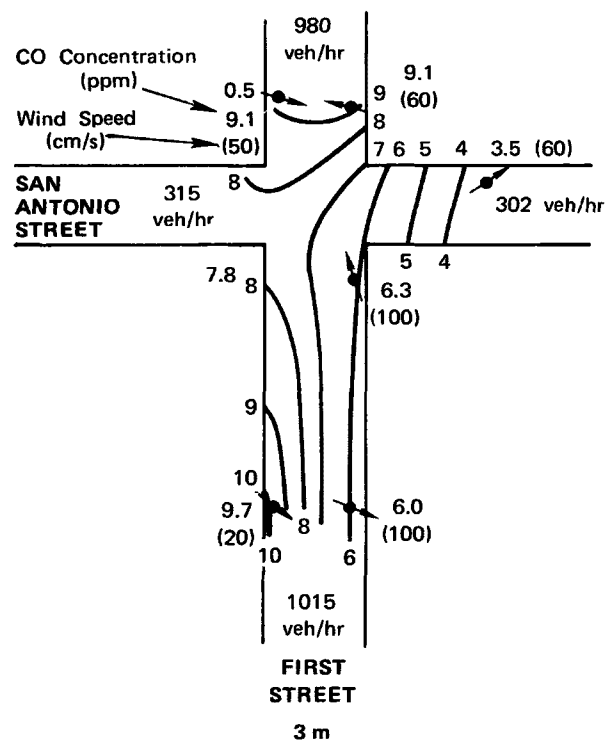 980
veh/hr
CO Concentration
(ppm)
0.5
9.1
(50)
9
9.1
(60)
8
Wind Speed
(cm/s)
7 6 5 4 3.5 (60)
SAN
ANTONIO
STREET
315
veh/hr
8
302 veh/hr
5 4
7.8 8
6.3
(100)
9
10
9.7
(20)
8
6.0
(100)
10
6
1015
veh/hr
FIRST
STREET
3 m